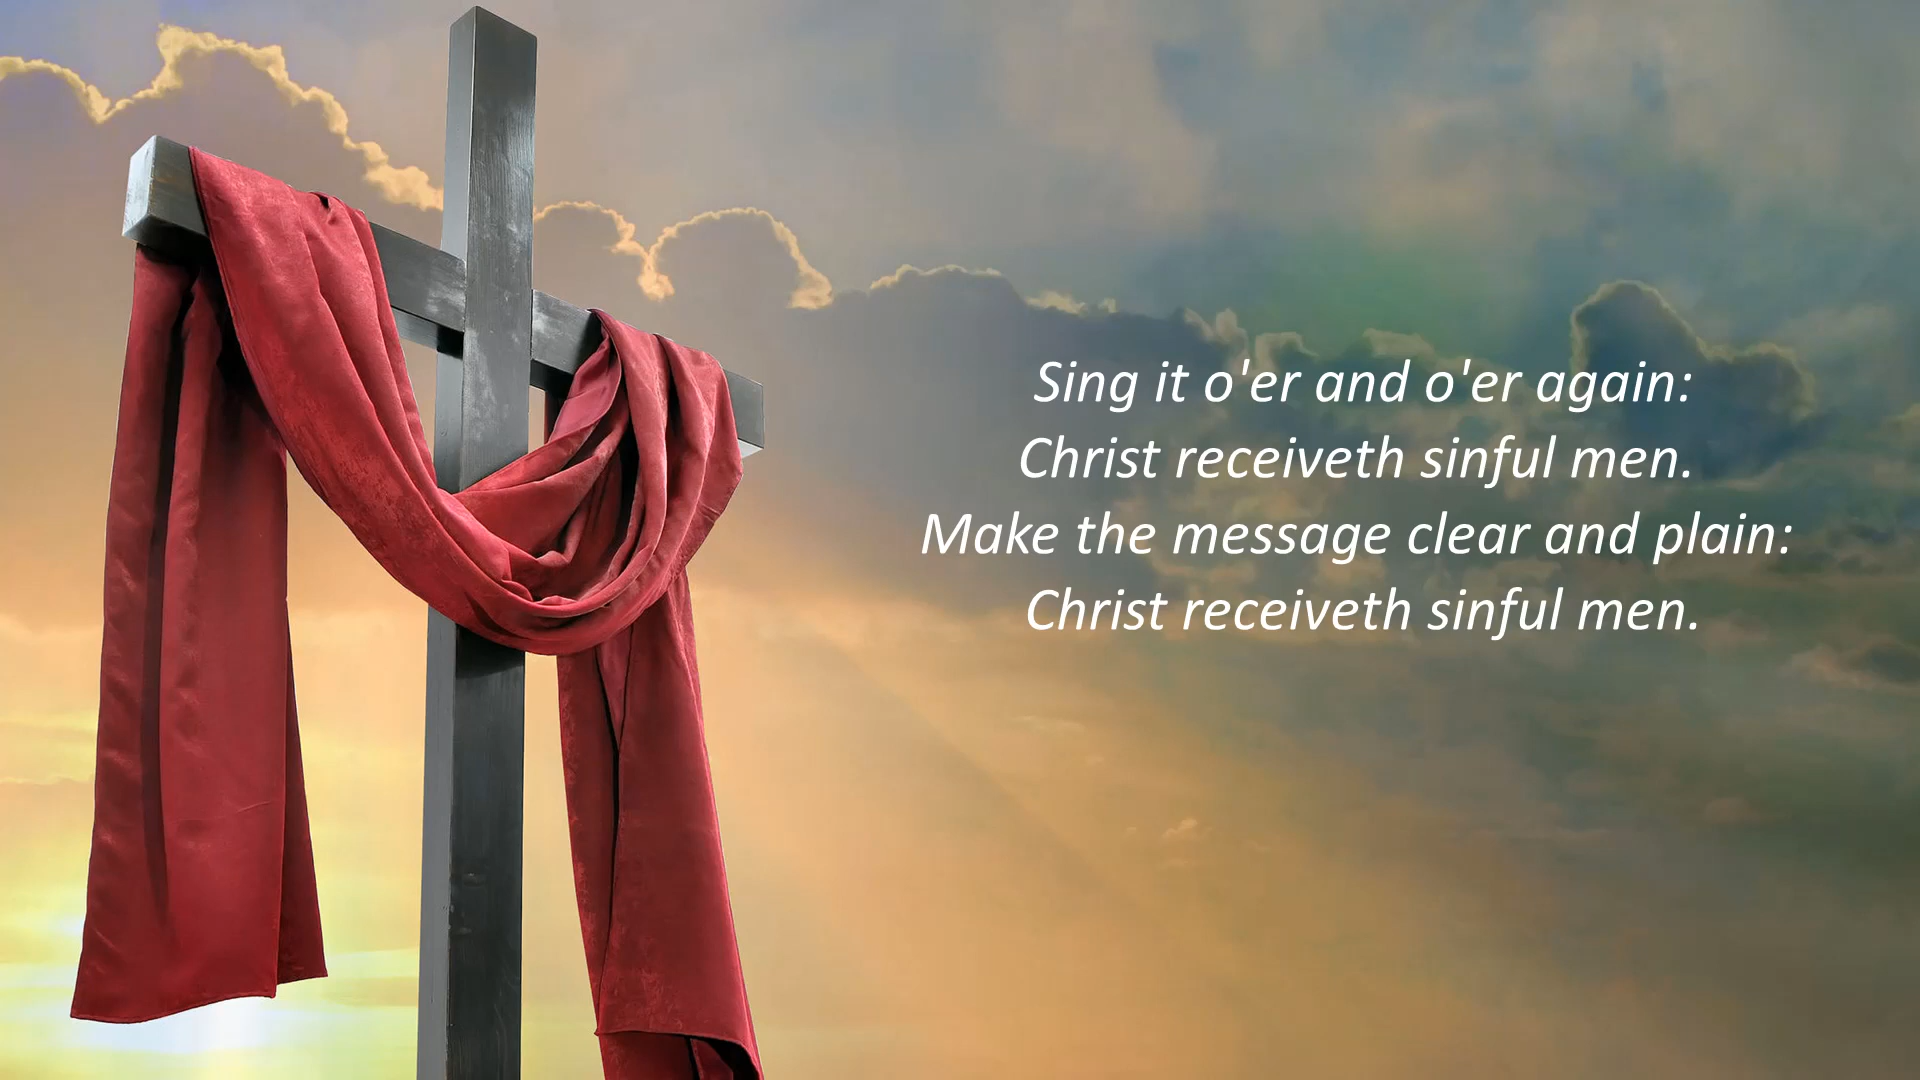 Sing it o'er and o'er again:
Christ receiveth sinful men.
Make the message clear and plain:
Christ receiveth sinful men.